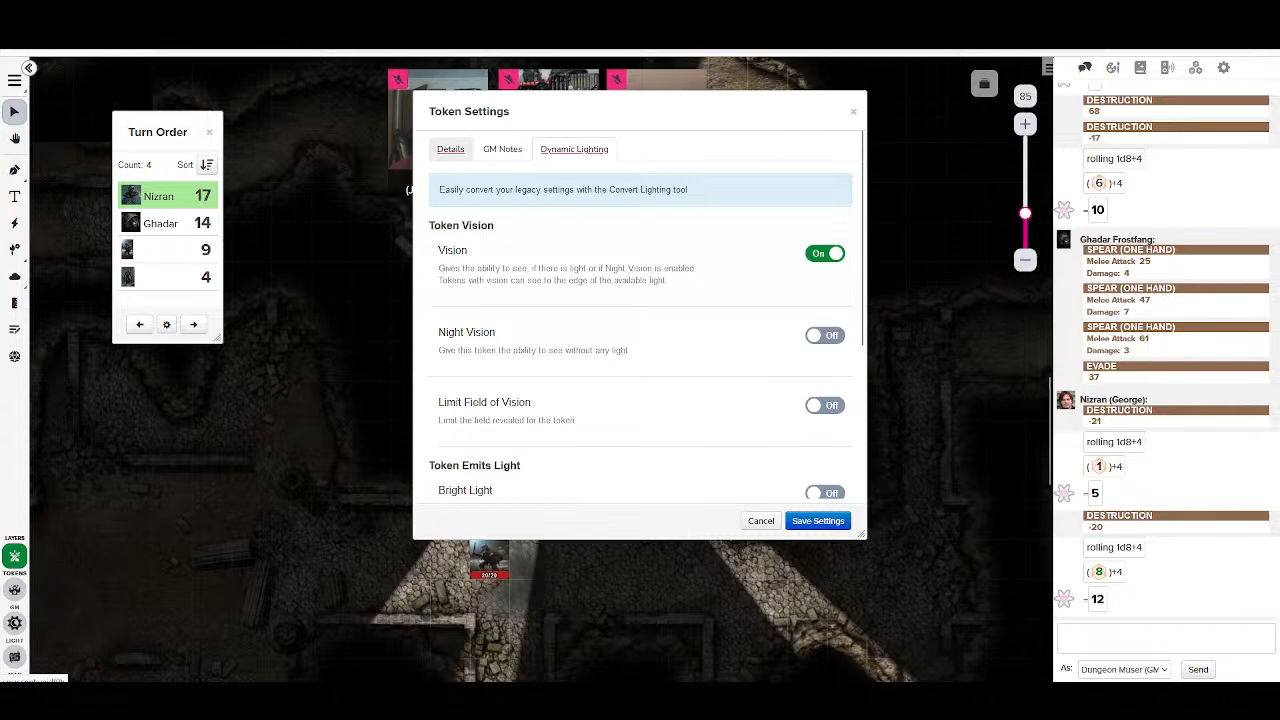 Turn Order
×
Count: 4
Sort
Nizran 17
Ghadar 14
9
4
LAYERS
TOKENS
GM
LIGHT
Token Settings
×
Details
GM Notes
Dynamic Lighting
Easily convert your legacy settings with the Convert Lighting tool
Token Vision
Vision
On
Gives the ability to see, if there is light or if Night Vision is enabled.
Tokens with vision can see to the edge of the available light.
Night Vision
Off
Give this token the ability to see without any light
Limit Field of Vision
Off
Limit the field revealed for the token
Token Emits Light
Bright Light
Off
Cancel
Save Settings
20/29
85
DESTRUCTION
68
DESTRUCTION
-17
rolling 1d8+4
(6)+4
10
Ghadar Frostfang:
SPEAR (ONE HAND)
Melee Attack 25
Damage: 4
SPEAR (ONE HAND)
Melee Attack 47
Damage: 7
SPEAR (ONE HAND)
Melee Attack 61
Damage: 3
EVADE
37
Nizran (George):
DESTRUCTION
-21
rolling 1d8+4
(1)+4
5
DESTRUCTION
-20
rolling 1d8+4
(8)+4
12
As:
Dungeon Muser (GM
Send